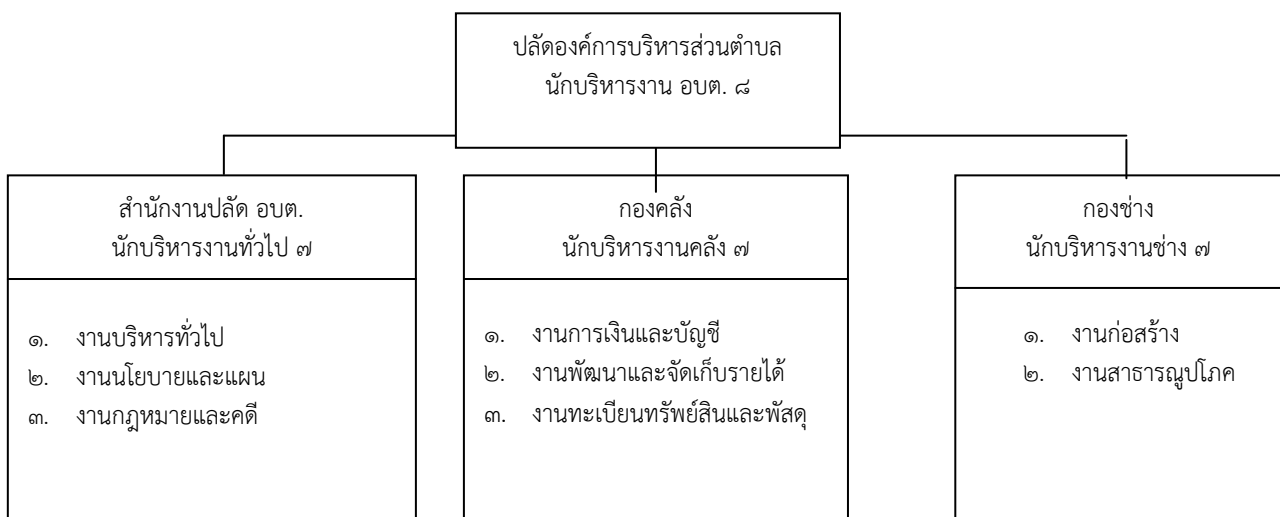 ปลัดองค์การบริหารส่วนตำบล
นักบริหารงาน อบต. ๘
สำนักงานปลัด อบต.
นักบริหารงานทั่วไป ๗
๑. งานบริหารทั่วไป
๒. งานนโยบายและแผน
๓. งานกฎหมายและคดี
กองคลัง
นักบริหารงานคลัง ๗
๑. งานการเงินและบัญชี
๒. งานพัฒนาและจัดเก็บรายได้
๓. งานทะเบียนทรัพย์สินและพัสดุ
กองช่าง
นักบริหารงานช่าง ๗
๑. งานก่อสร้าง
๒. งานสาธารณูปโภค